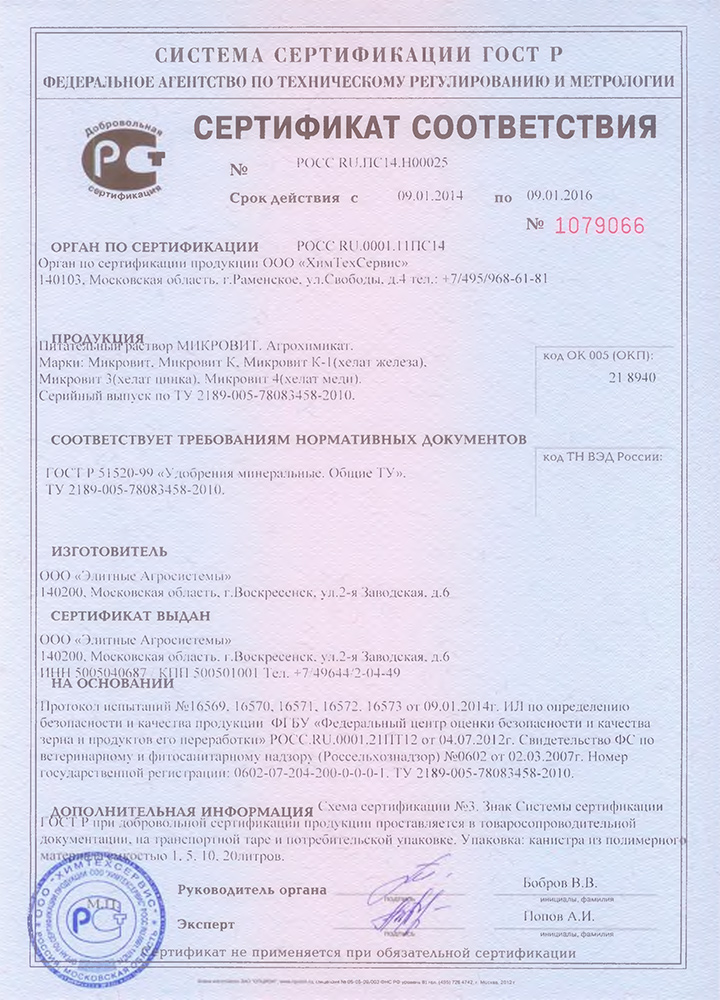 СИСТЕМА СЕРТИФИКАЦИИ ГОСТ Р
ФЕДЕРАЛЬНОЕ АГЕНТСТВО ПО ТЕХНИЧЕСКОМУ РЕГУЛИРОВАНИЮ И МЕТРОЛОГИИ
Добровольная
РСТ
сертификация
СЕРТИФИКАТ СООТВЕТСТВИЯ
№ РОСС RU.ПС14.Н00025
Срок действия с 09.01.2014 по 09.01.2016
№ 1079066
ОРГАН ПО СЕРТИФИКАЦИИ РОСС RU.0001.11ПС14
Орган по сертификации продукции ООО «ХимТехСервис»
140103, Московская область, г.Раменское, ул.Свободы, д.4 тел.: +7/495/968-61-81
ПРОДУКЦИЯ
Питательный раствор МИКРОВИТ. Агрохимикат.
Марки: Микровит, Микровит К, Микровит К-1(хелат железа),
Микровит 3(хелат цинка), Микровит 4(хелат меди).
Серийный выпуск по ТУ 2189-005-78083458-2010.
код ОК 005 (ОКП):
21 8940
СООТВЕТСТВУЕТ ТРЕБОВАНИЯМ НОРМАТИВНЫХ ДОКУМЕНТОВ
ГОСТ Р 51520-99 «Удобрения минеральные. Общие ТУ».
ТУ 2189-005-78083458-2010.
код ТН ВЭД России:
ИЗГОТОВИТЕЛЬ
ООО «Элитные Агросистемы»
140200, Московская область, г.Воскресенск, ул.2-я Заводская, д.6
СЕРТИФИКАТ ВЫДАН
ООО «Элитные Агросистемы»
140200, Московская область, г.Воскресенск, ул.2-я Заводская, д.6
ИНН 5005040687 / КПП 500501001 Тел. +7/49644/2-04-49
НА ОСНОВАНИИ
Протокол испытаний №16569, 16570, 16571, 16572, 16573 от 09.01.2014г. ИЛ по определению
безопасности и качества продукции ФГБУ «Федеральный центр оценки безопасности и качества
зерна и продуктов его переработки» РОСС.RU.0001.21ПТ12 от 04.07.2012г. Свидетельство ФС по
ветеринарному и фитосанитарному надзору (Россельхознадзор) №0602 от 02.03.2007г. Номер
государственной регистрации: 0602-07-204-200-0-0-0-1. ТУ 2189-005-78083458-2010.
ДОПОЛНИТЕЛЬНАЯ ИНФОРМАЦИЯ Схема сертификации №3. Знак Системы сертификации
ГОСТ Р при добровольной сертификации продукции проставляется в товаросопроводительной
документации, на транспортной таре и потребительской упаковке. Упаковка: канистра из полимерного
материала емкостью 1, 5, 10, 20литров.
М.П.
ООО «ХИМТЕХСЕРВИС»
РОССИЯ, МОСКОВСКАЯ ОБЛАСТЬ
Руководитель органа
подпись
Бобров В.В.
инициалы, фамилия
Эксперт
подпись
Попов А.И.
инициалы, фамилия
Сертификат не применяется при обязательной сертификации